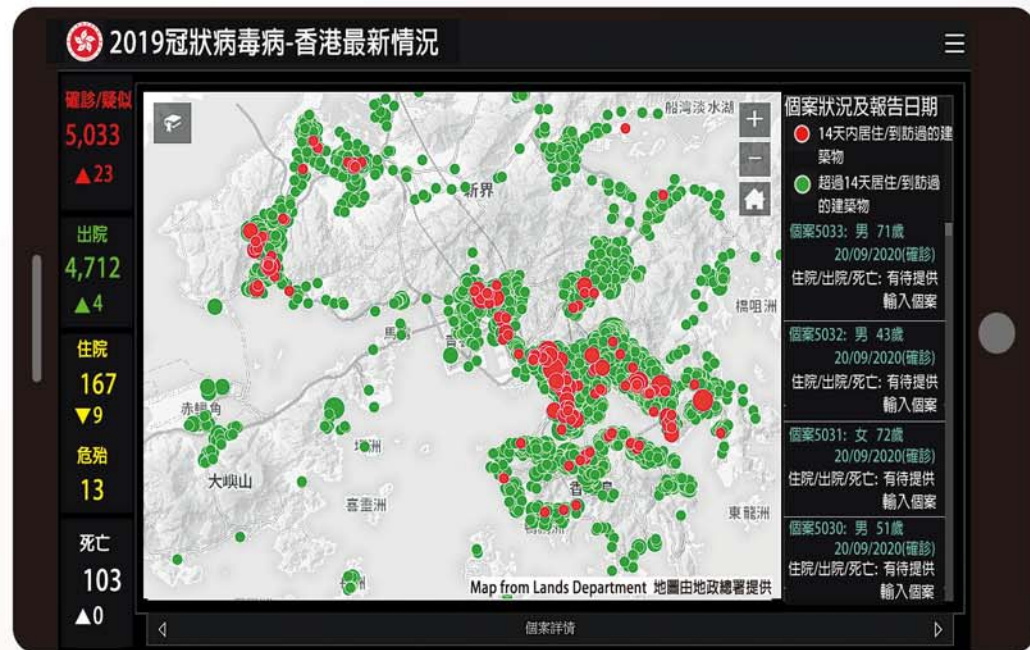 2019冠狀病毒病-香港最新情況
確診/疑似
5,033
▲23
出院
4,712
▲4
住院
167
▼9
危殆
13
死亡
103
▲0
船灣淡水湖
新界
橋咀洲
赤鱲角
大嶼山
喜靈洲
東龍洲
Map from Lands Department 地圖由地政總署提供
個案詳情
個案狀況及報告日期
14天內居住/到訪過的建
築物
超過14天居住/到訪過
的建築物
個案5033: 男 71歲
20/09/2020(確診)
住院/出院/死亡: 有待提供
輸入個案
個案5032: 男 43歲
20/09/2020(確診)
住院/出院/死亡: 有待提供
輸入個案
個案5031: 女 72歲
20/09/2020(確診)
住院/出院/死亡: 有待提供
輸入個案
個案5030: 男 51歲
20/09/2020(確診)
住院/出院/死亡: 有待提供
輸入個案